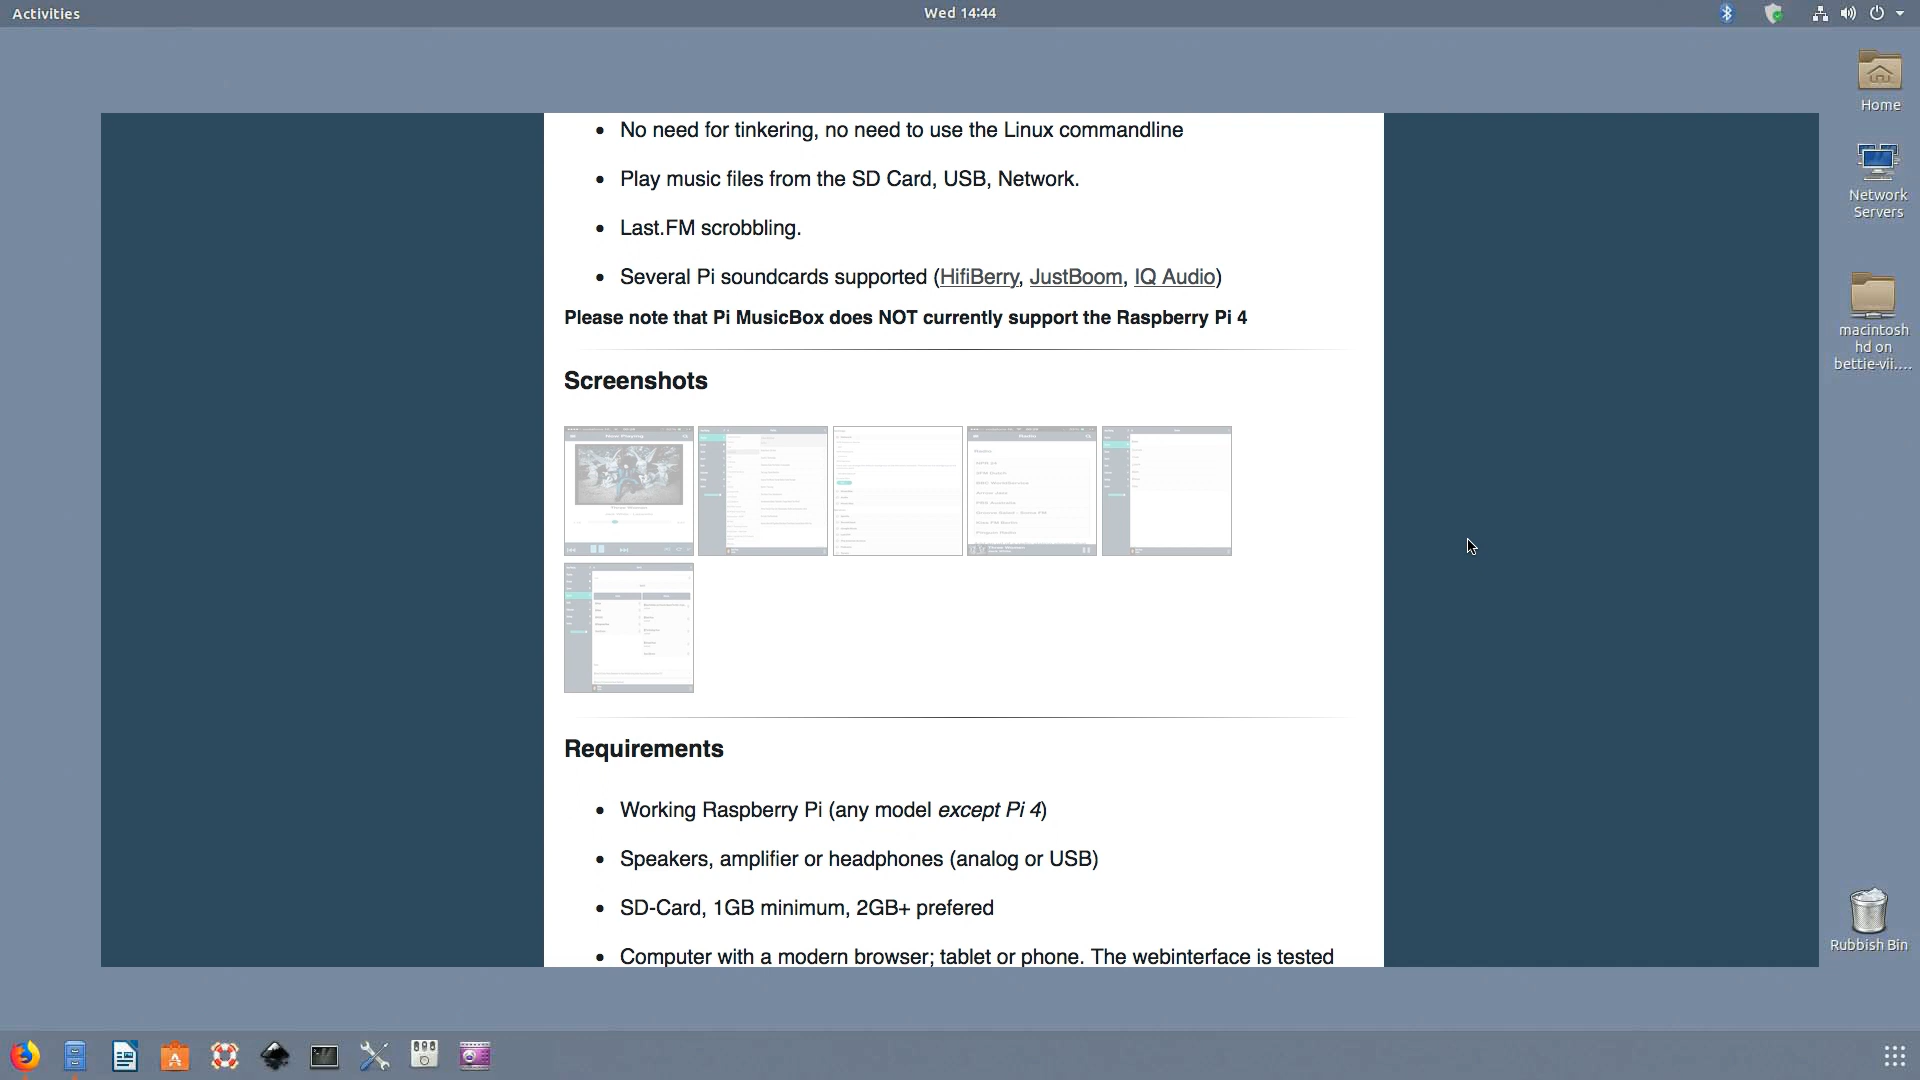 Activities
Wed 14:44
Home
Network
Servers
macintosh
hd on
bettie-vii....
Rubbish Bin
No need for tinkering, no need to use the Linux commandline
Play music files from the SD Card, USB, Network.
Last.FM scrobbling.
Several Pi soundcards supported (HifiBerry, JustBoom, IQ Audio)
Please note that Pi MusicBox does NOT currently support the Raspberry Pi 4
Screenshots
Now Playing
Radio
Requirements
Working Raspberry Pi (any model except Pi 4)
Speakers, amplifier or headphones (analog or USB)
SD-Card, 1GB minimum, 2GB+ prefered
Computer with a modern browser; tablet or phone. The webinterface is tested